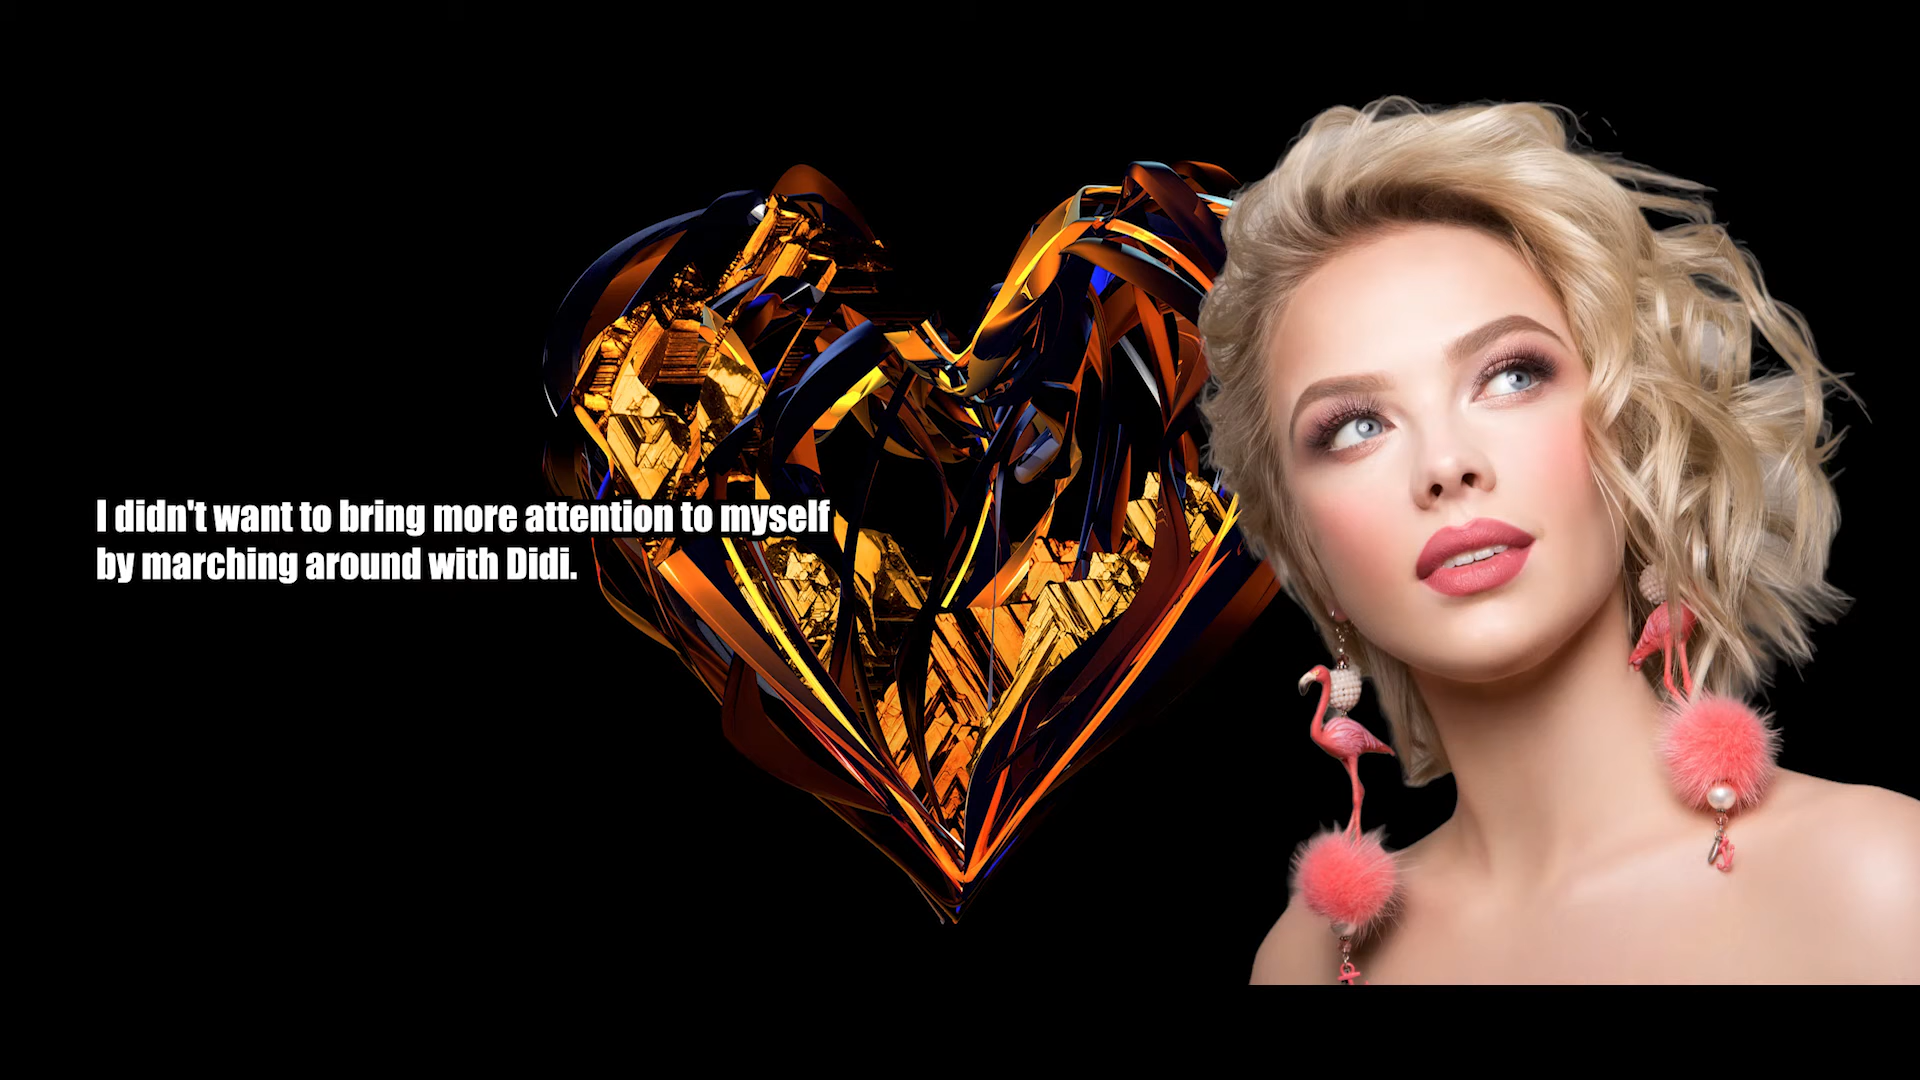 I didn't want to bring more attention to myself
by marching around with Didi.